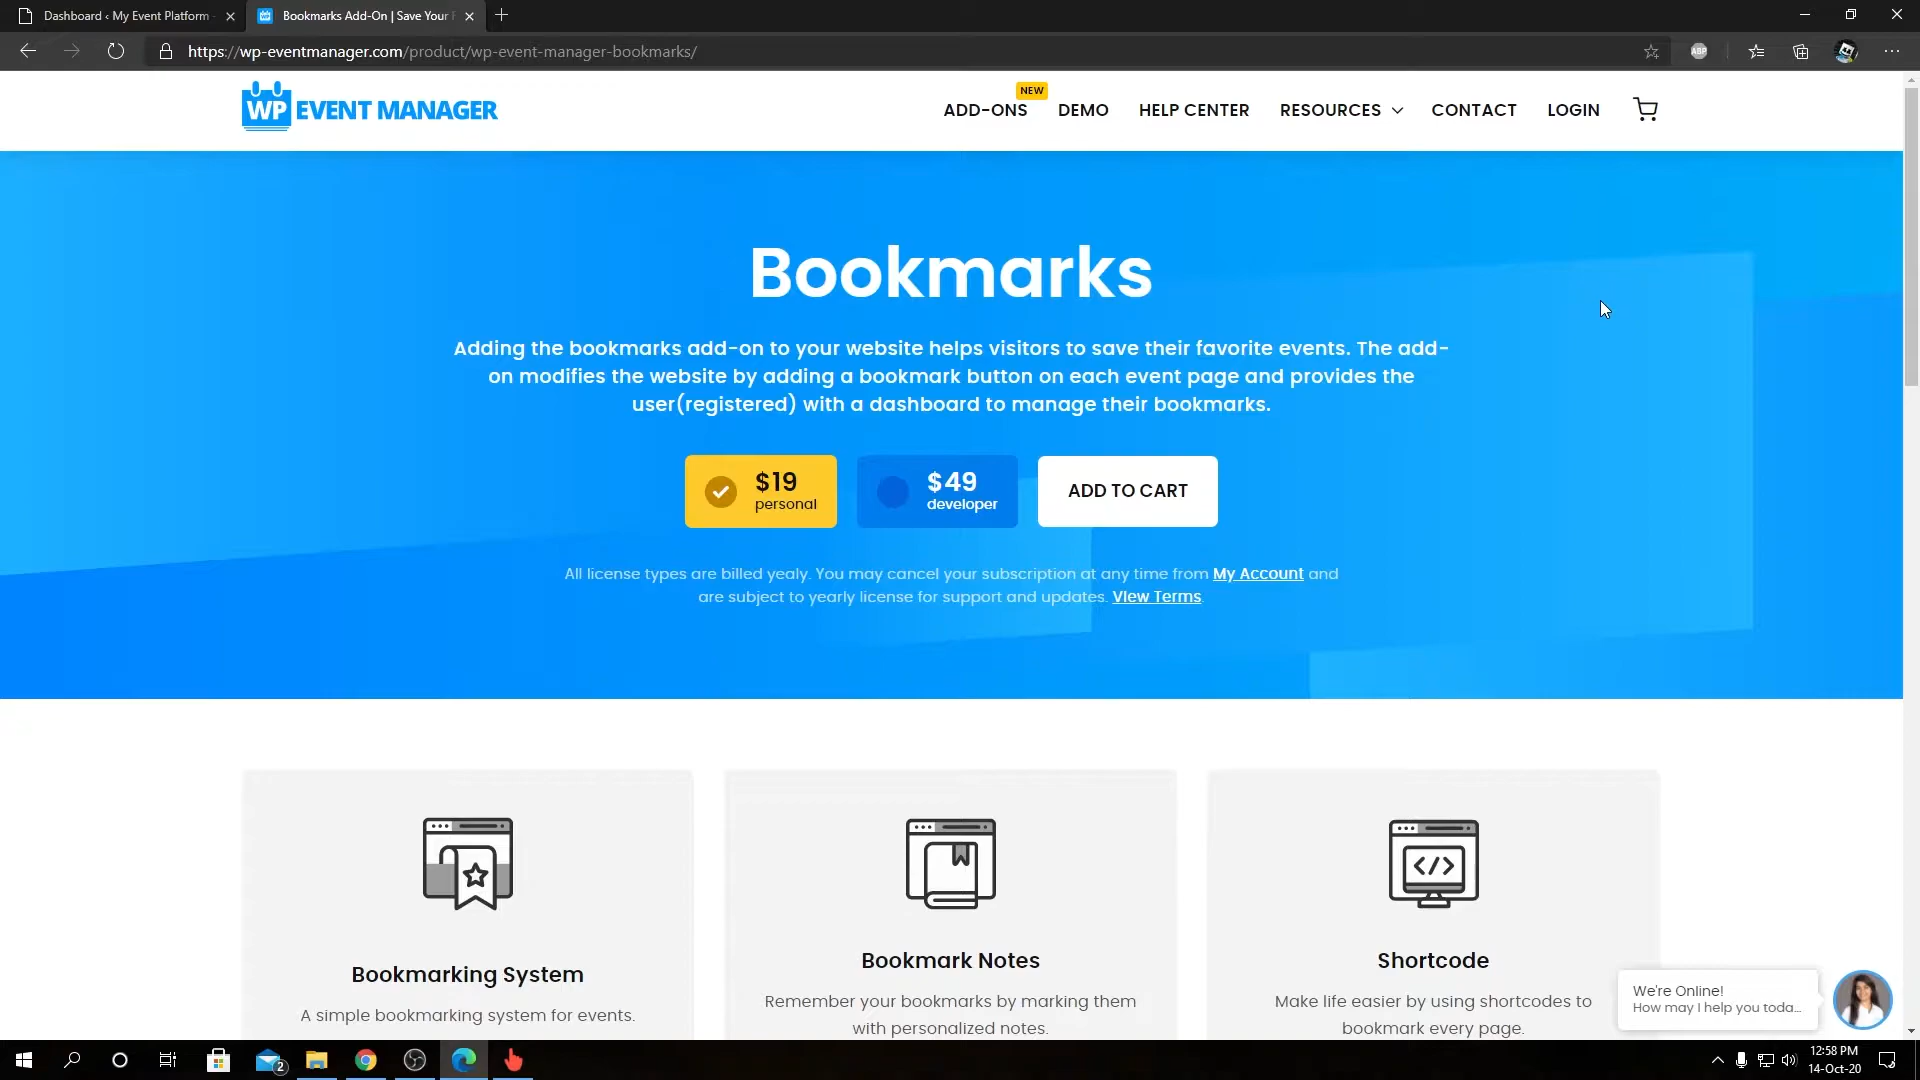 Dashboard ‹ My Event Platform
Bookmarks Add-On | Save Your
https://wp-eventmanager.com/product/wp-event-manager-bookmarks/
ABP
WP EVENT MANAGER
NEW
ADD-ONS DEMO HELP CENTER RESOURCES CONTACT LOGIN
Bookmarks
Adding the bookmarks add-on to your website helps visitors to save their favorite events. The add-
on modifies the website by adding a bookmark button on each event page and provides the
user(registered) with a dashboard to manage their bookmarks.
$19
personal
$49
developer
ADD TO CART
All license types are billed yealy. You may cancel your subscription at any time from My Account and
are subject to yearly license for support and updates. View Terms.
Bookmarking System
A simple bookmarking system for events.
Bookmark Notes
Remember your bookmarks by marking them
with personalized notes.
Shortcode
Make life easier by using shortcodes to
bookmark every page.
We're Online!
How may I help you toda...
2
12:58 PM
14-Oct-20